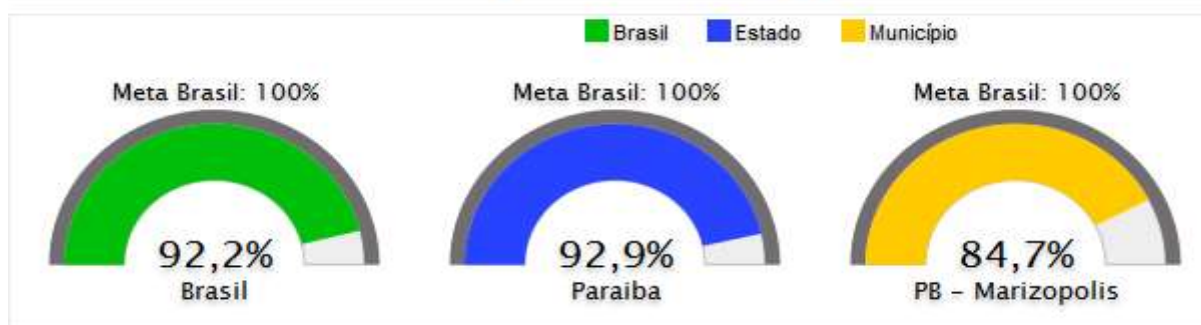 Brasil Estado Município
Meta Brasil: 100% Meta Brasil: 100% Meta Brasil: 100%
92,2% 92,9% 84,7%
Brasil Paraiba PB – Marizopolis